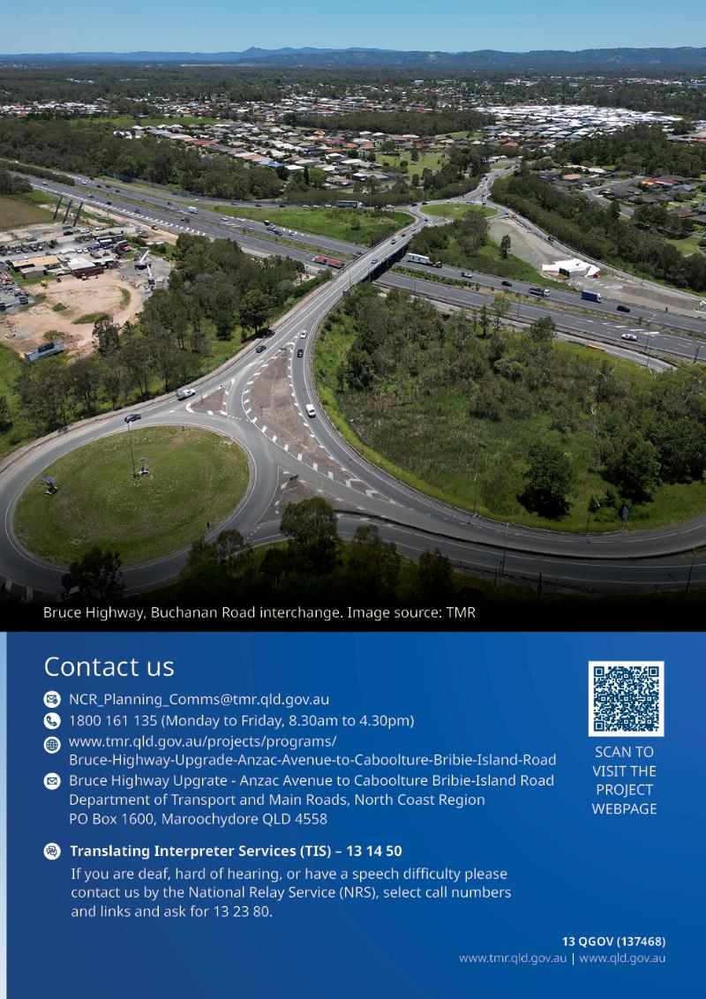 Bruce Highway, Buchanan Road interchange. Image source: TMR
Contact us
NCR_Planning_Comms@tmr.qld.gov.au
1800 161 135 (Monday to Friday, 8.30am to 4.30pm)
www.tmr.qld.gov.au/projects/programs/
Bruce-Highway-Upgrade-Anzac-Avenue-to-Caboolture-Bribie-Island-Road
Bruce Highway Upgrate - Anzac Avenue to Caboolture Bribie-Island Road
Department of Transport and Main Roads, North Coast Region
PO Box 1600, Maroochydore QLD 4558
Translating Interpreter Services (TIS) – 13 14 50
If you are deaf, hard of hearing, or have a speech difficulty please
contact us by the National Relay Service (NRS), select call numbers
and links and ask for 13 23 80.
SCAN TO
VISIT THE
PROJECT
WEBPAGE
13 QGOV (137468)
www.tmr.qld.gov.au | www.qld.gov.au